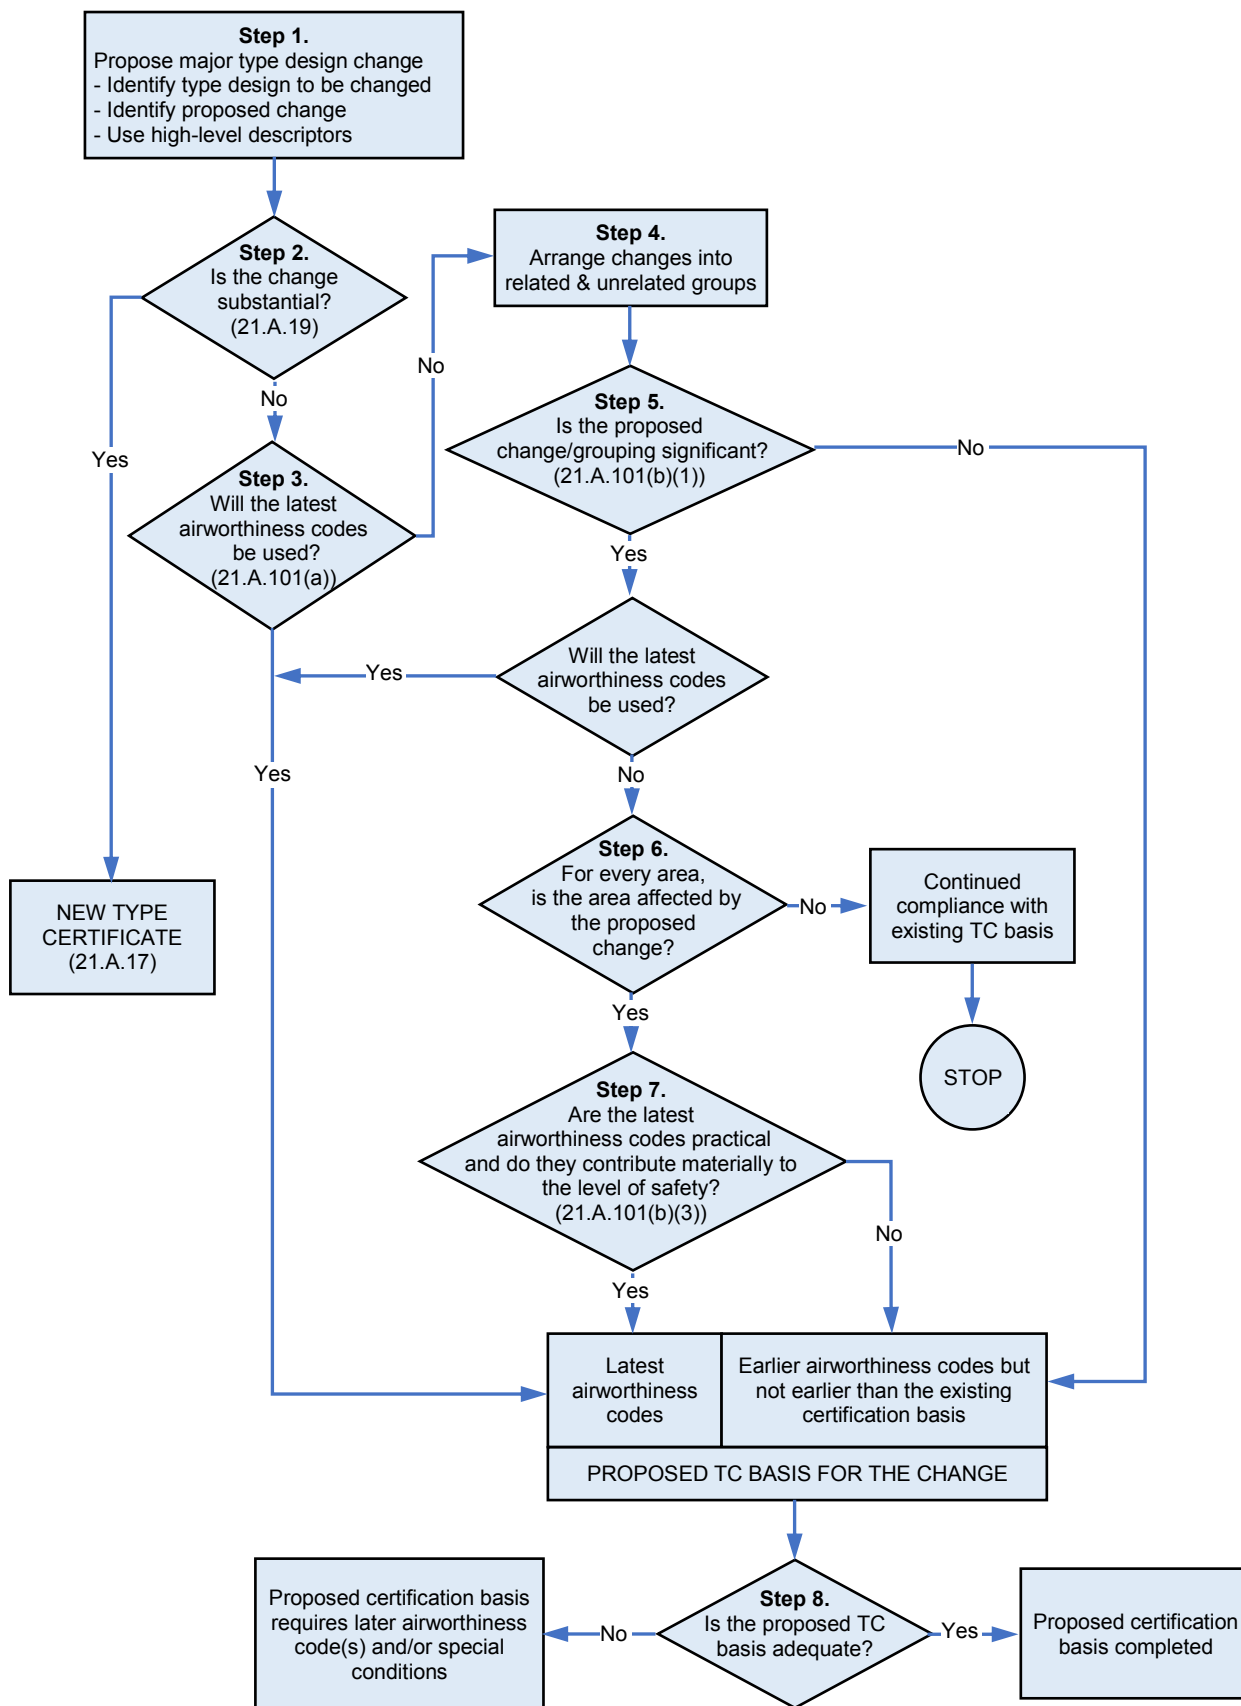 Step 1.
Propose major type design change
- Identify type design to be changed
- Identify proposed change
- Use high-level descriptors
Step 2.
Is the change
substantial?
(21.A.19)
Yes
No
Step 3.
Will the latest
airworthiness codes
be used?
(21.A.101(a))
No
Yes
NEW TYPE
CERTIFICATE
(21.A.17)
Step 4.
Arrange changes into
related & unrelated groups
Step 5.
Is the proposed
change/grouping significant?
(21.A.101(b)(1))
No
Yes
Will the latest
airworthiness codes
be used?
Yes
No
Step 6.
For every area,
is the area affected by
the proposed
change?
No
Continued
compliance with
existing TC basis
STOP
Yes
Step 7.
Are the latest
airworthiness codes practical
and do they contribute materially to
the level of safety?
(21.A.101(b)(3))
No
Yes
Latest
airworthiness
codes
Earlier airworthiness codes but
not earlier than the existing
certification basis
PROPOSED TC BASIS FOR THE CHANGE
Step 8.
Is the proposed TC
basis adequate?
No
Proposed certification basis
requires later airworthiness
code(s) and/or special
conditions
Yes
Proposed certification
basis completed